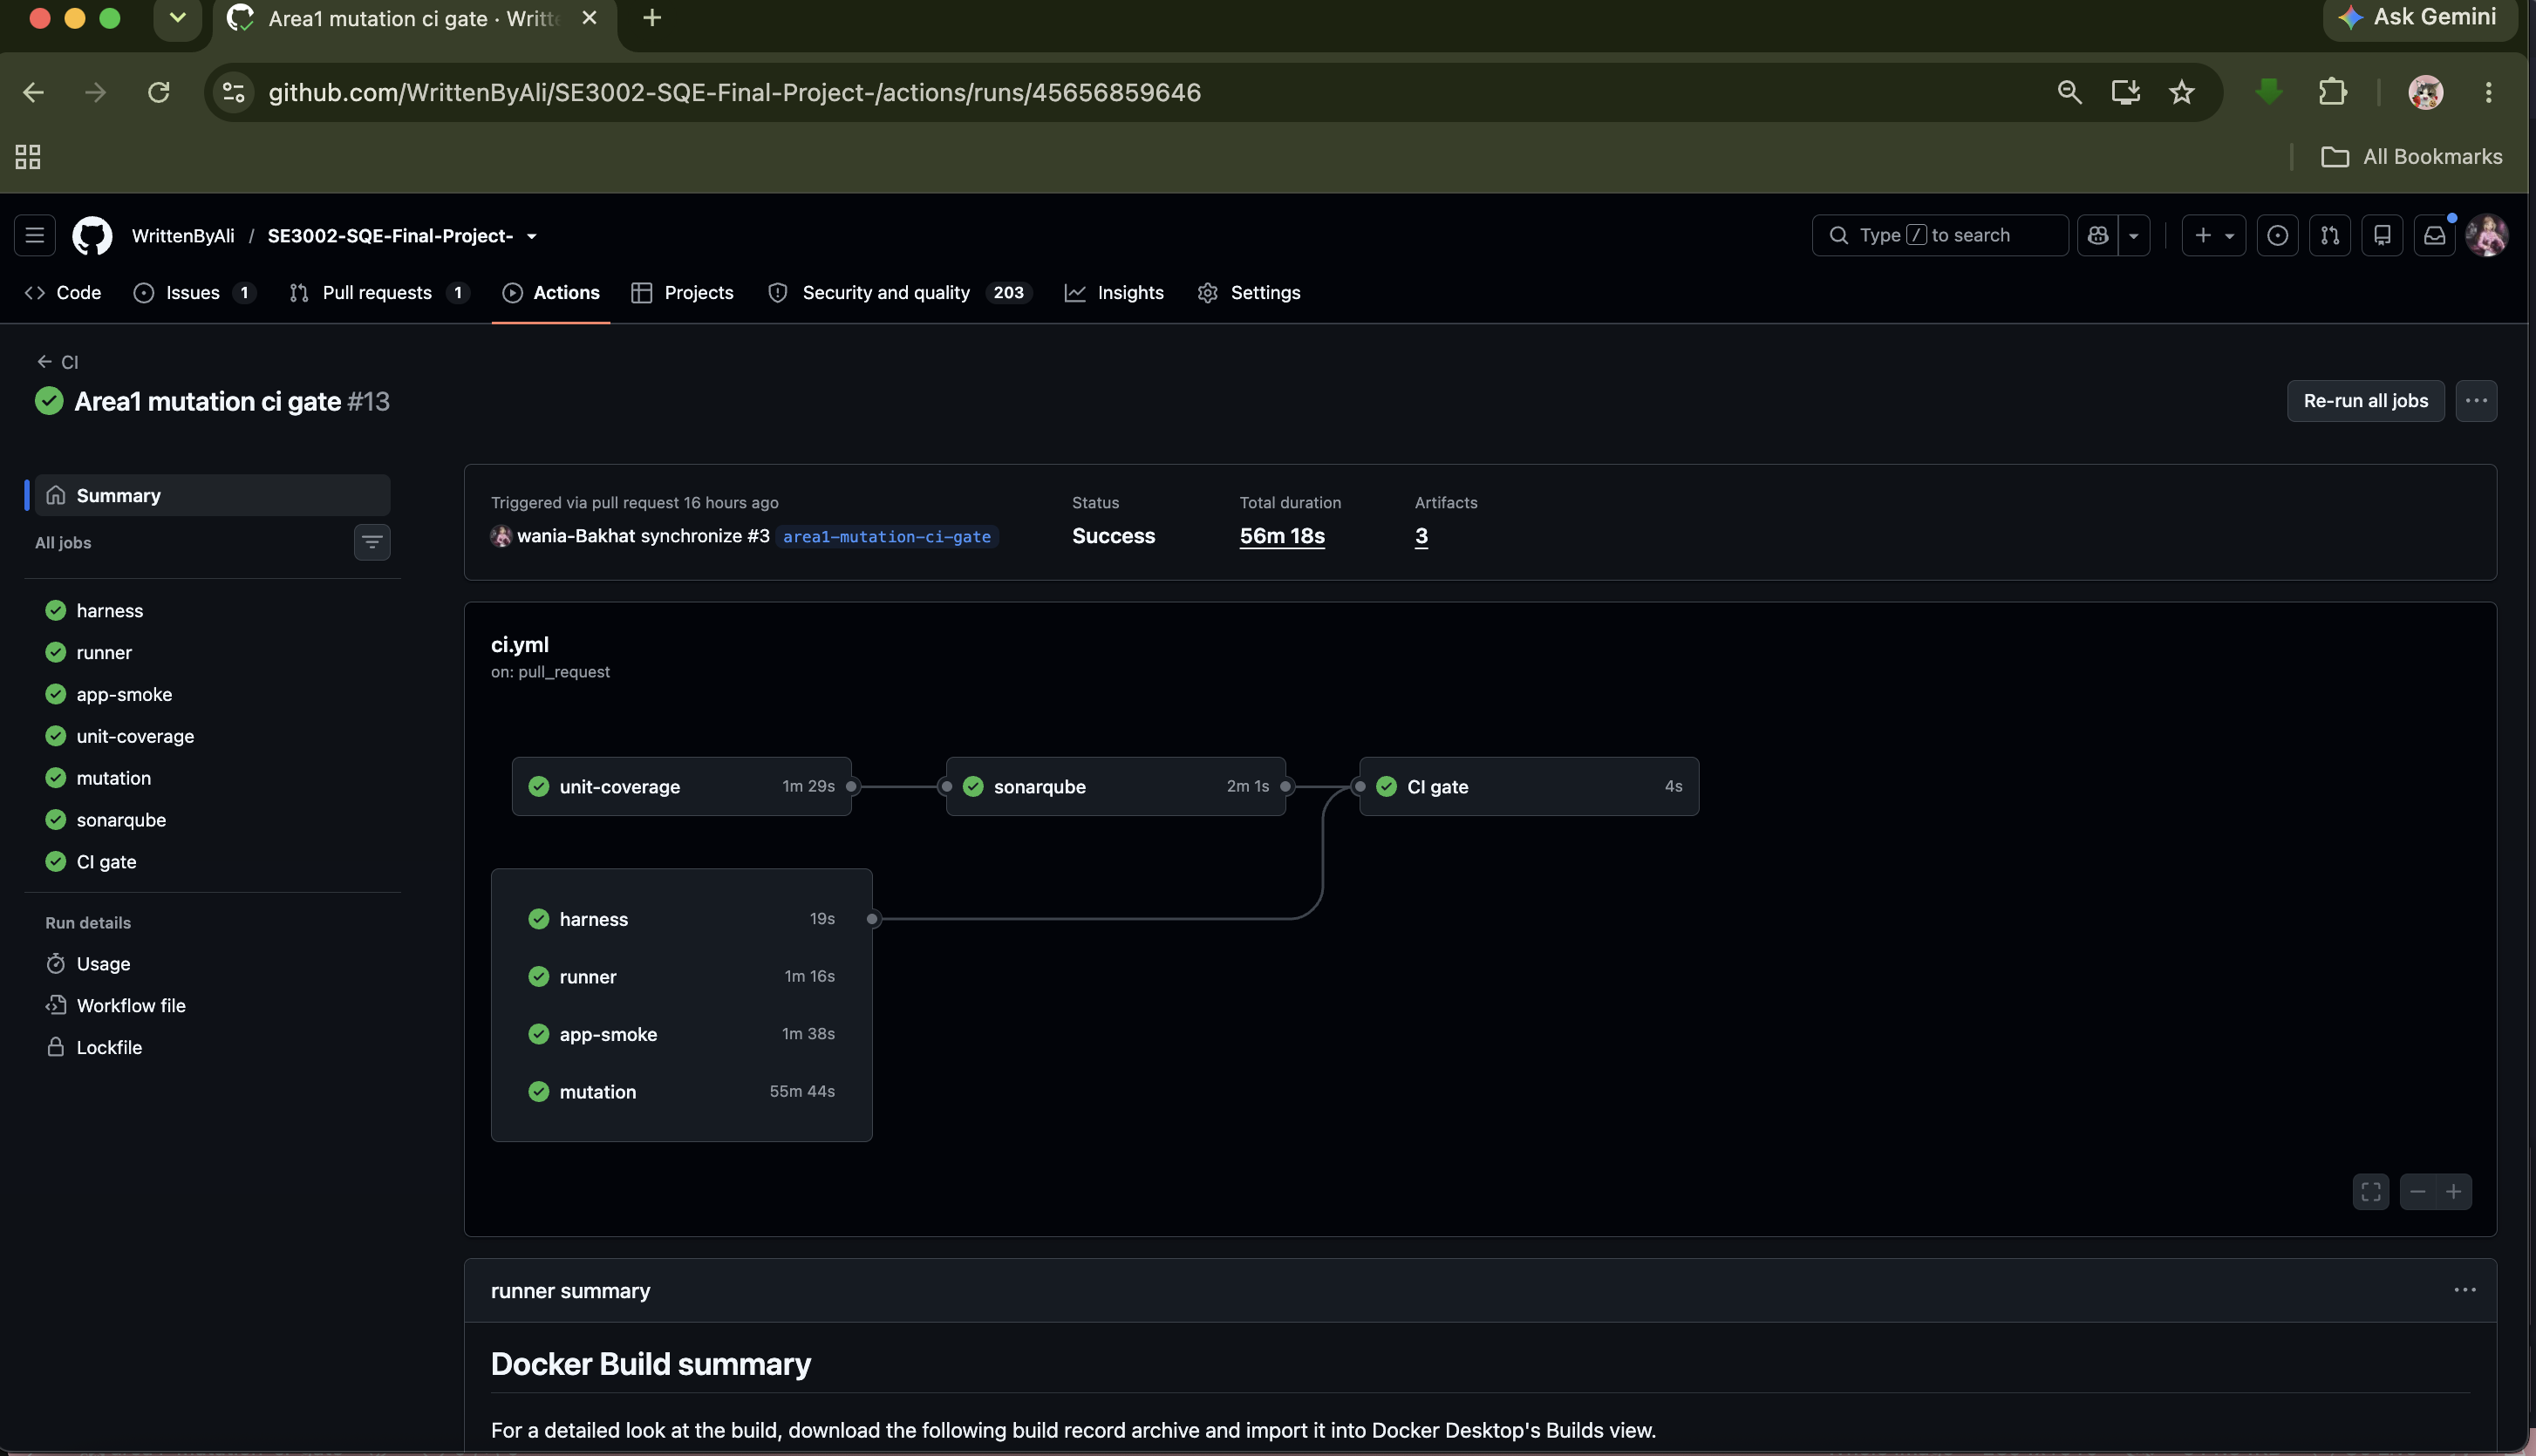 Area1 mutation ci gate · Writt
Ask Gemini
github.com/WrittenByAli/SE3002-SQE-Final-Project-/actions/runs/45656859646
All Bookmarks
WrittenByAli / SE3002-SQE-Final-Project-
Type / to search
Code
Issues 1
Pull requests 1
Actions
Projects
Security and quality 203
Insights
Settings
CI
Area1 mutation ci gate #13
Re-run all jobs
Summary
All jobs
harness
runner
app-smoke
unit-coverage
mutation
sonarqube
CI gate
Run details
Usage
Workflow file
Lockfile
Triggered via pull request 16 hours ago
wania-Bakhat synchronize #3 area1-mutation-ci-gate
Status
Success
Total duration
56m 18s
Artifacts
3
ci.yml
on: pull_request
unit-coverage 1m 29s
sonarqube 2m 1s
CI gate 4s
harness 19s
runner 1m 16s
app-smoke 1m 38s
mutation 55m 44s
runner summary
Docker Build summary
For a detailed look at the build, download the following build record archive and import it into Docker Desktop's Builds view.